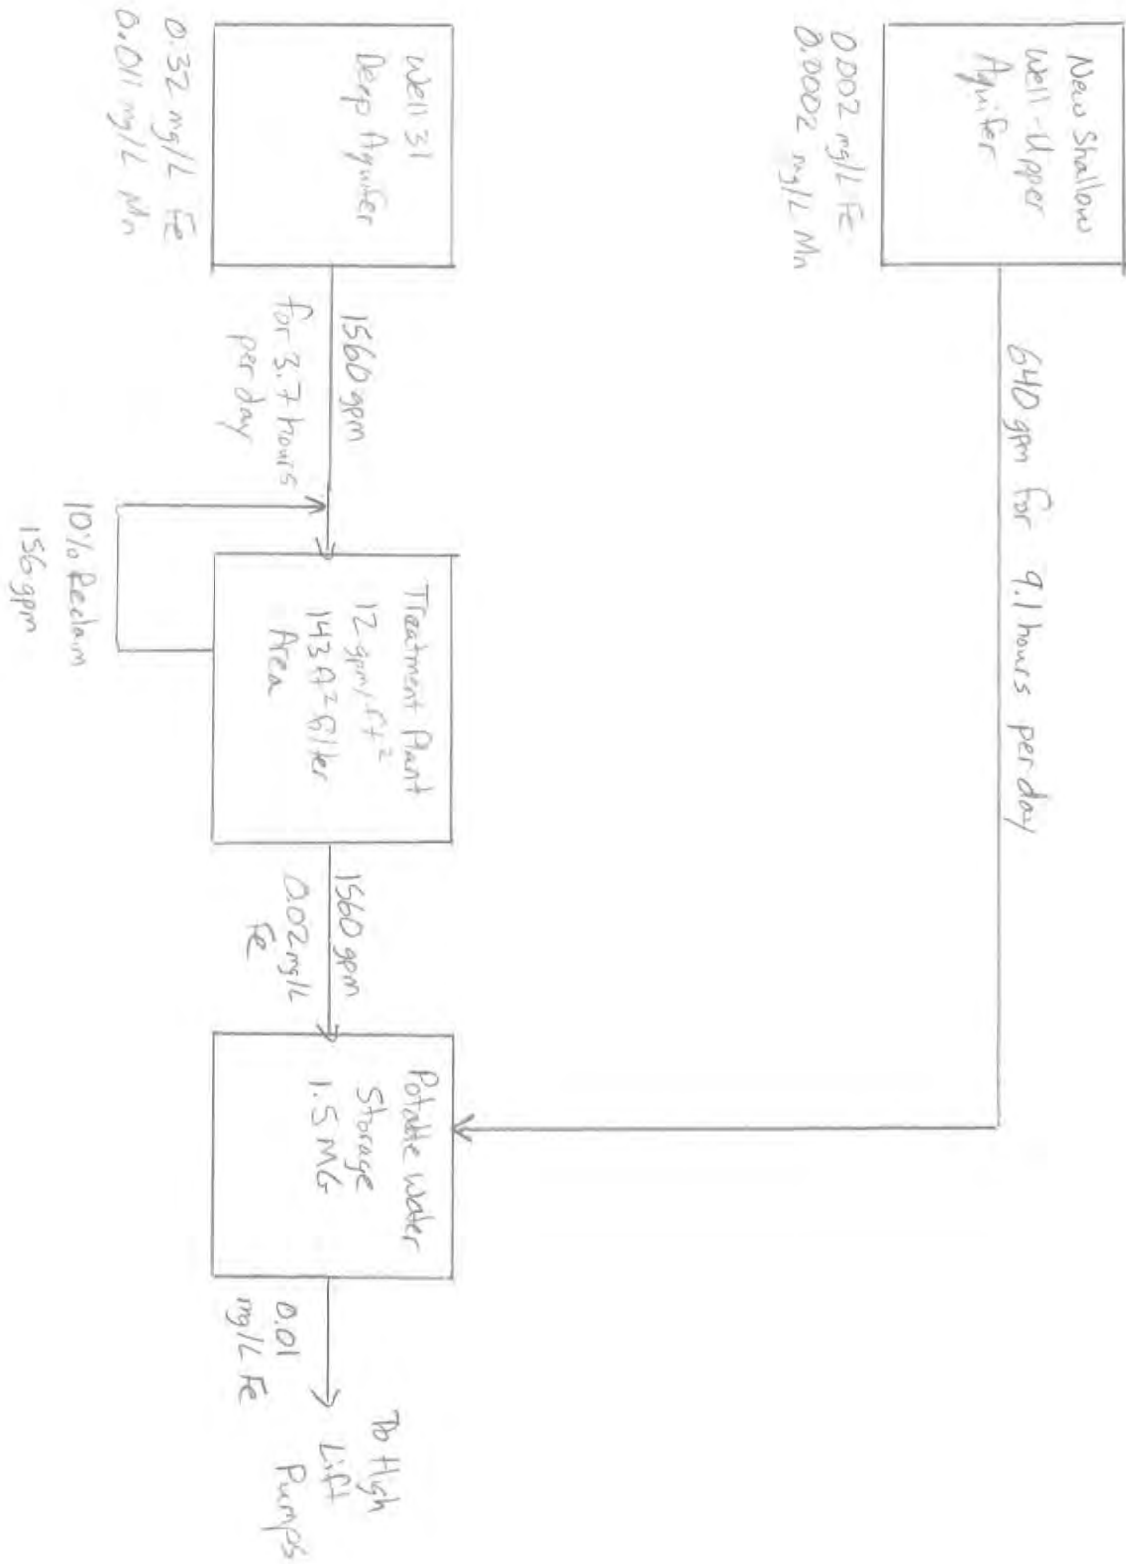 New Shallow
Well - Upper
Aquifer
0.002 mg/L Fe
0.0002 mg/L Mn
640 gpm for 9.1 hours per day
Well 31
Deep Aquifer
0.32 mg/L Fe
0.011 mg/L Mn
1560 gpm
for 3.7 hours
per day
10% Reclaim
156 gpm
Treatment Plant
12 gpm/ft²
143 ft² filter
Area
1560 gpm
0.02 mg/L
Fe
Potable Water
Storage
1.5 MG
0.01
mg/L Fe
To High
Lift
Pumps